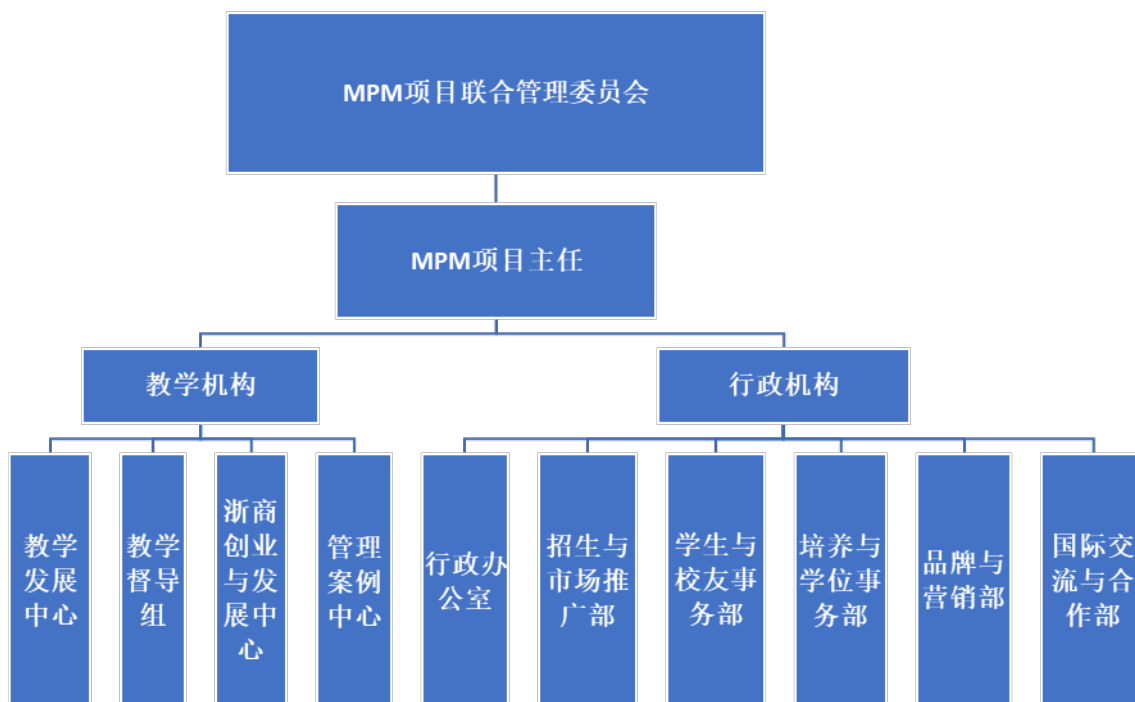 MPM项目联合管理委员会
MPM项目主任
教学机构
行政机构
教学
发展
中心
教学
督导
组
浙商
创业
与发
展中
心
管理
案例
中心
行政办
公室
招生与
市场推
广部
学生与
校友事
务部
培养与
学位事
务部
品牌与
营销部
国际交
流与合
作部